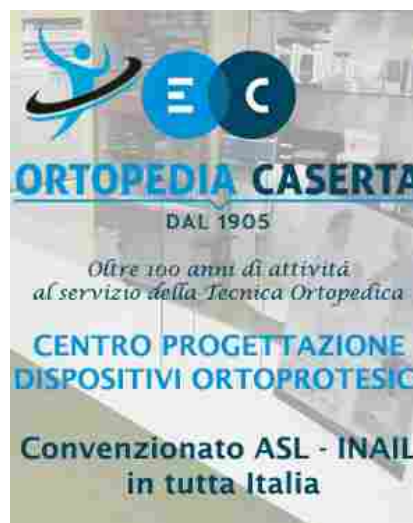 E C
ORTOPEDIA CASERTA
DAL 1905
Oltre 100 anni di attività
al servizio della Tecnica Ortopedica
CENTRO PROGETTAZIONE
DISPOSITIVI ORTOPROTESIC
Convenzionato ASL - INAIL
in tutta Italia